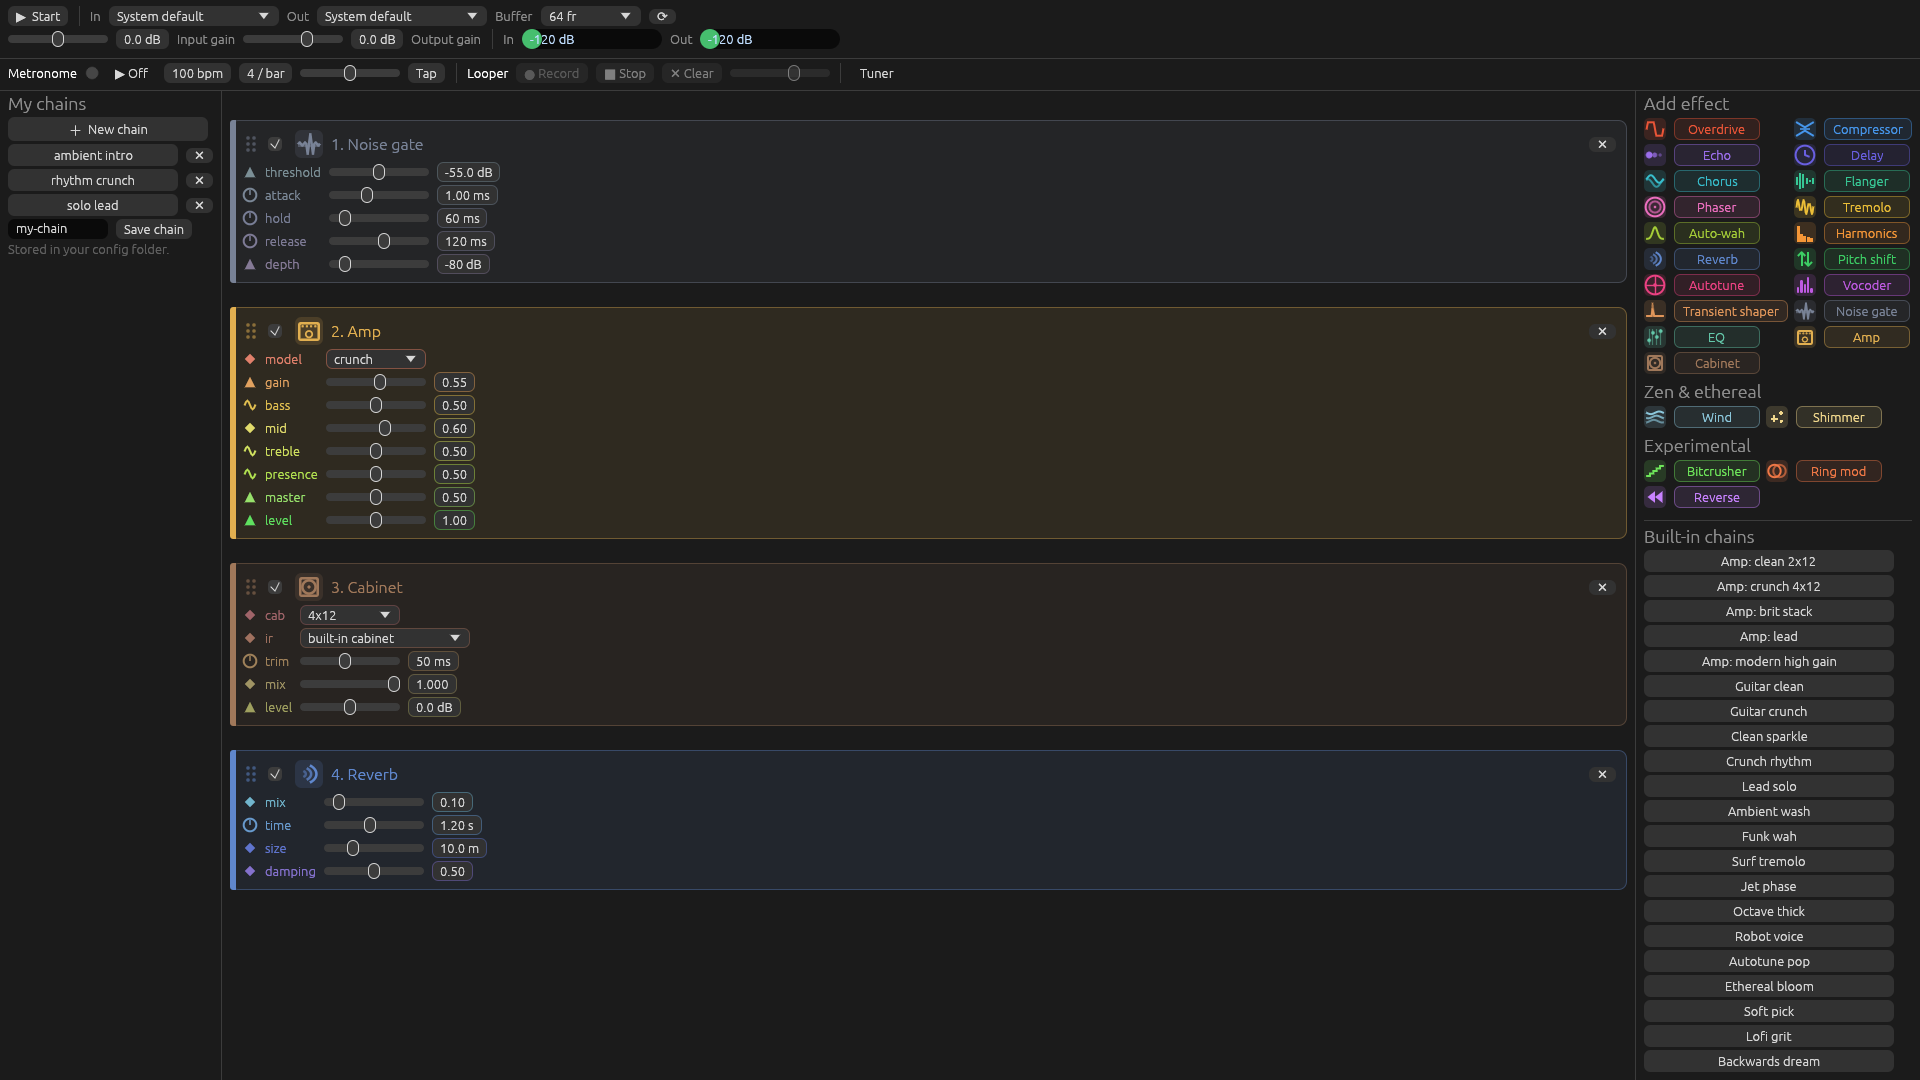 ▶ Start In System default Out System default Buffer 64 fr ⟳
0.0 dB Input gain 0.0 dB Output gain In -120 dB Out -120 dB
Metronome ▶ Off 100 bpm 4 / bar Tap Looper ● Record ■ Stop ✕ Clear Tuner
My chains
+ New chain
ambient intro ✕
rhythm crunch ✕
solo lead ✕
my-chain Save chain
Stored in your config folder.
1. Noise gate ✕
threshold -55.0 dB
attack 1.00 ms
hold 60 ms
release 120 ms
depth -80 dB
2. Amp ✕
model crunch
gain 0.55
bass 0.50
mid 0.60
treble 0.50
presence 0.50
master 0.50
level 1.00
3. Cabinet ✕
cab 4x12
ir built-in cabinet
trim 50 ms
mix 1.000
level 0.0 dB
4. Reverb ✕
mix 0.10
time 1.20 s
size 10.0 m
damping 0.50
Add effect
Overdrive Compressor
Echo Delay
Chorus Flanger
Phaser Tremolo
Auto-wah Harmonics
Reverb Pitch shift
Autotune Vocoder
Transient shaper Noise gate
EQ Amp
Cabinet
Zen & ethereal
Wind Shimmer
Experimental
Bitcrusher Ring mod
Reverse
Built-in chains
Amp: clean 2x12
Amp: crunch 4x12
Amp: brit stack
Amp: lead
Amp: modern high gain
Guitar clean
Guitar crunch
Clean sparkle
Crunch rhythm
Lead solo
Ambient wash
Funk wah
Surf tremolo
Jet phase
Octave thick
Robot voice
Autotune pop
Ethereal bloom
Soft pick
Lofi grit
Backwards dream